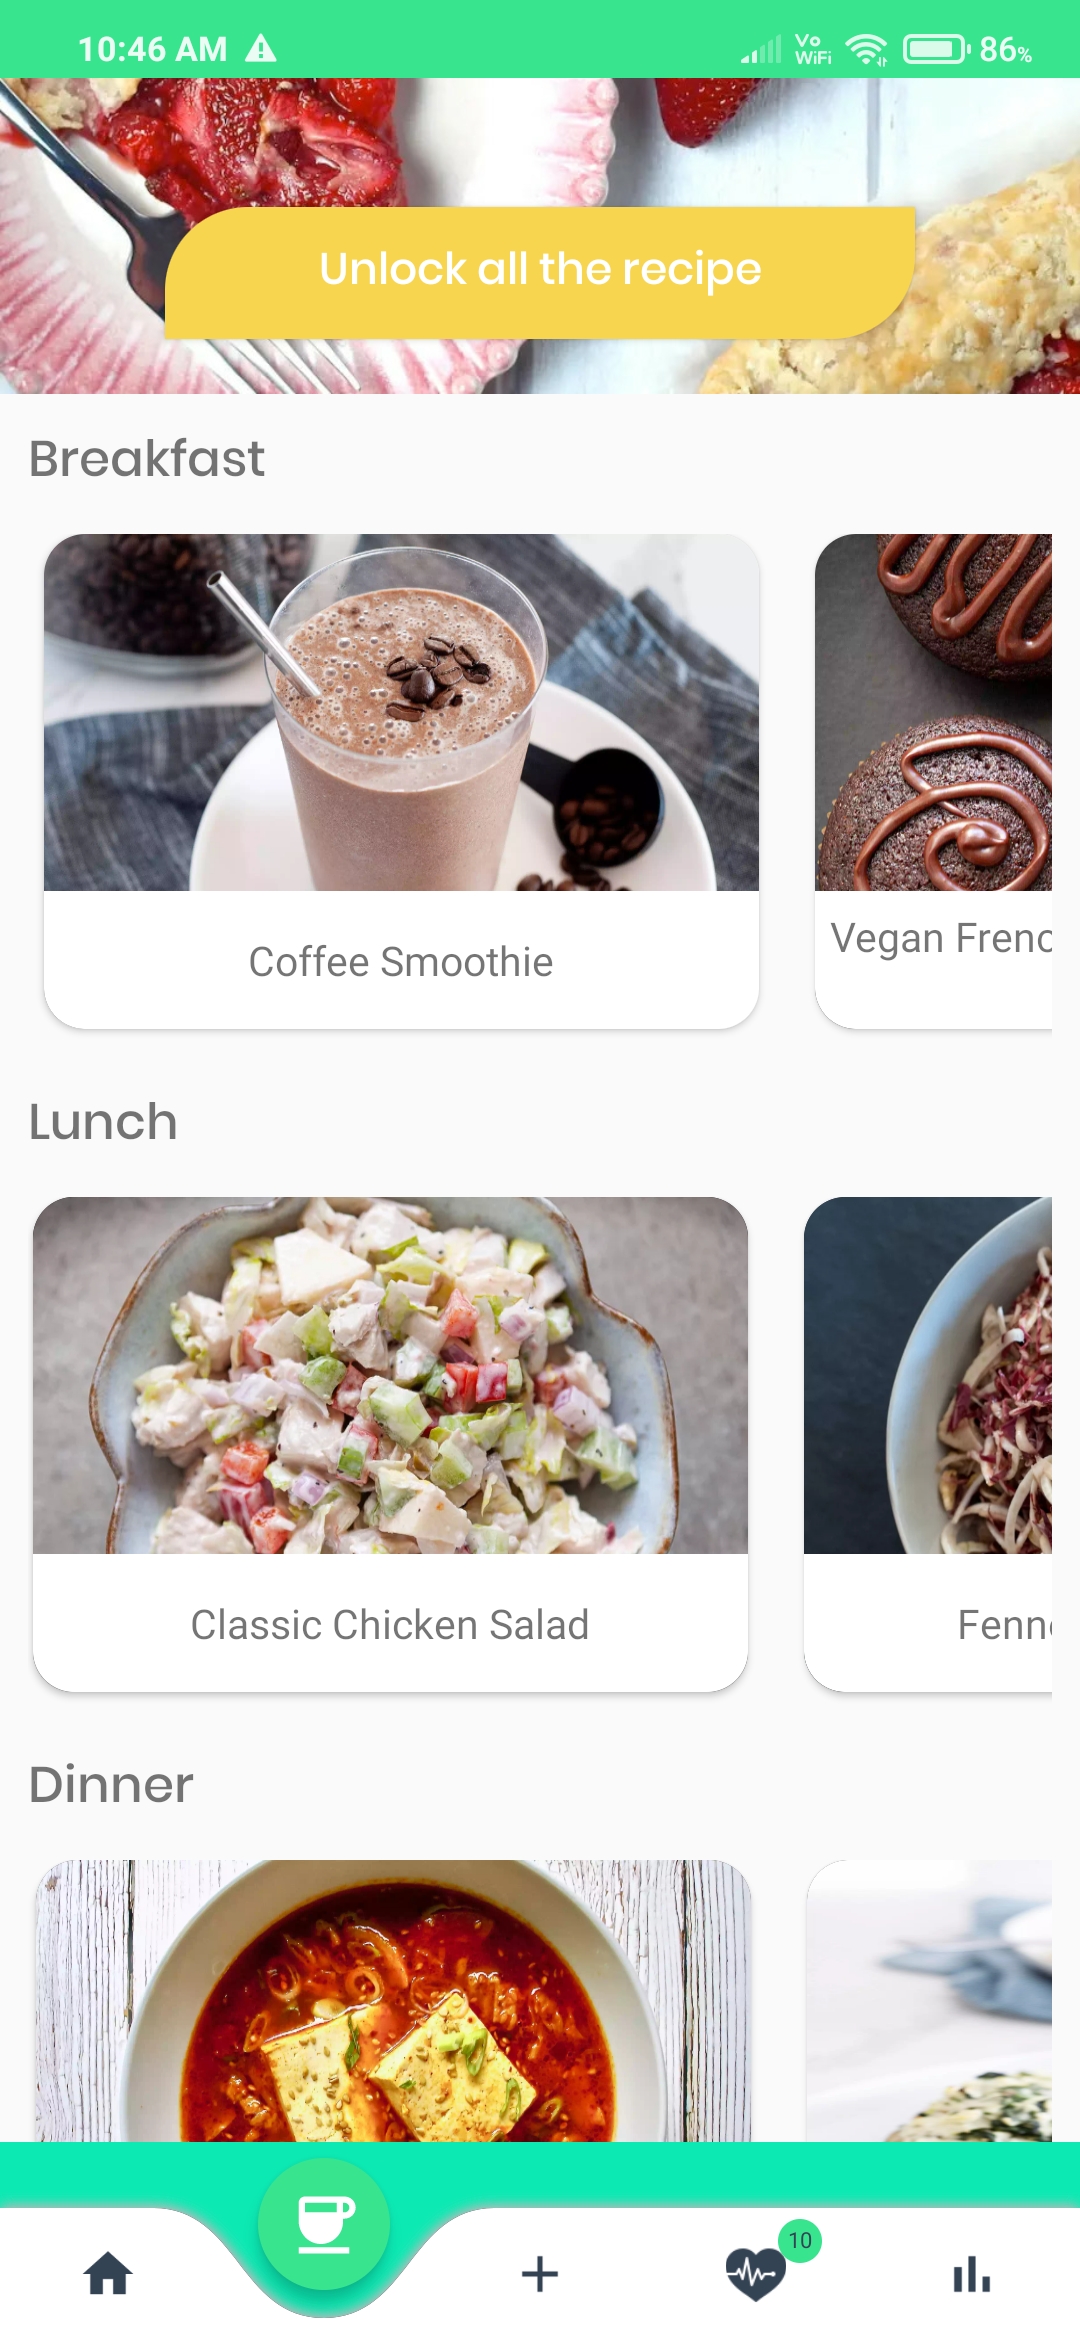 10:46 AM
Vo
WiFi
86%
Unlock all the recipe
Breakfast
Coffee Smoothie
Vegan Frenc
Lunch
Classic Chicken Salad
Fenn
Dinner
10